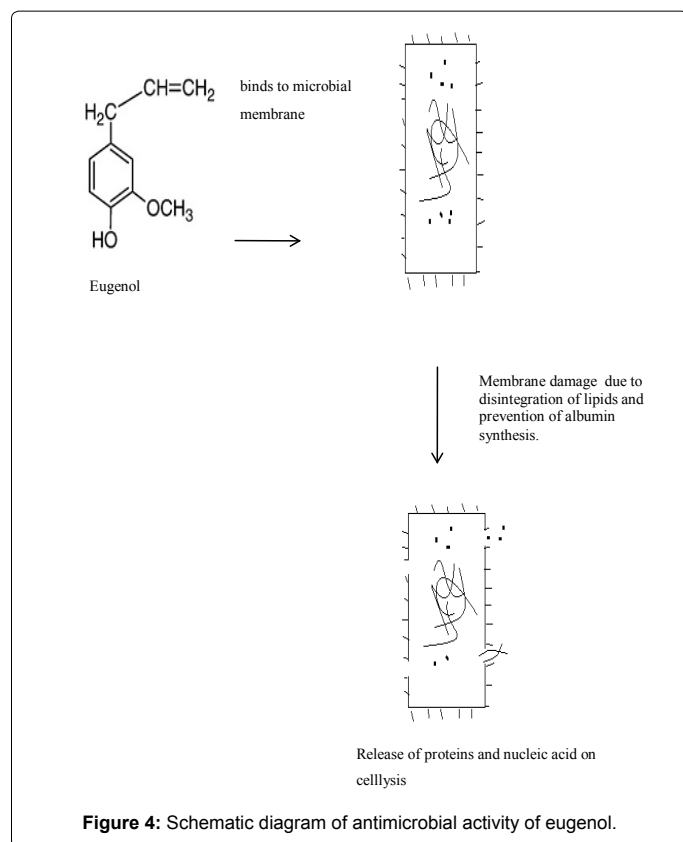 CH=CH₂
H₂C
OCH₃
HO
Eugenol
binds to microbial
membrane
Membrane damage due to
disintegration of lipids and
prevention of albumin
synthesis.
Release of proteins and nucleic acid on
celllysis
Figure 4: Schematic diagram of antimicrobial activity of eugenol.